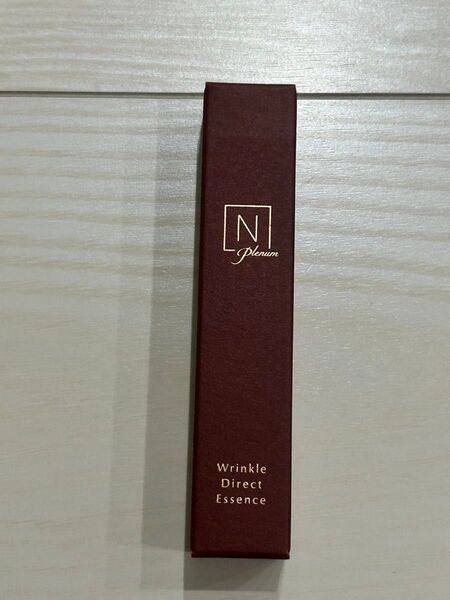 N
Plenum
Wrinkle
Direct
Essence